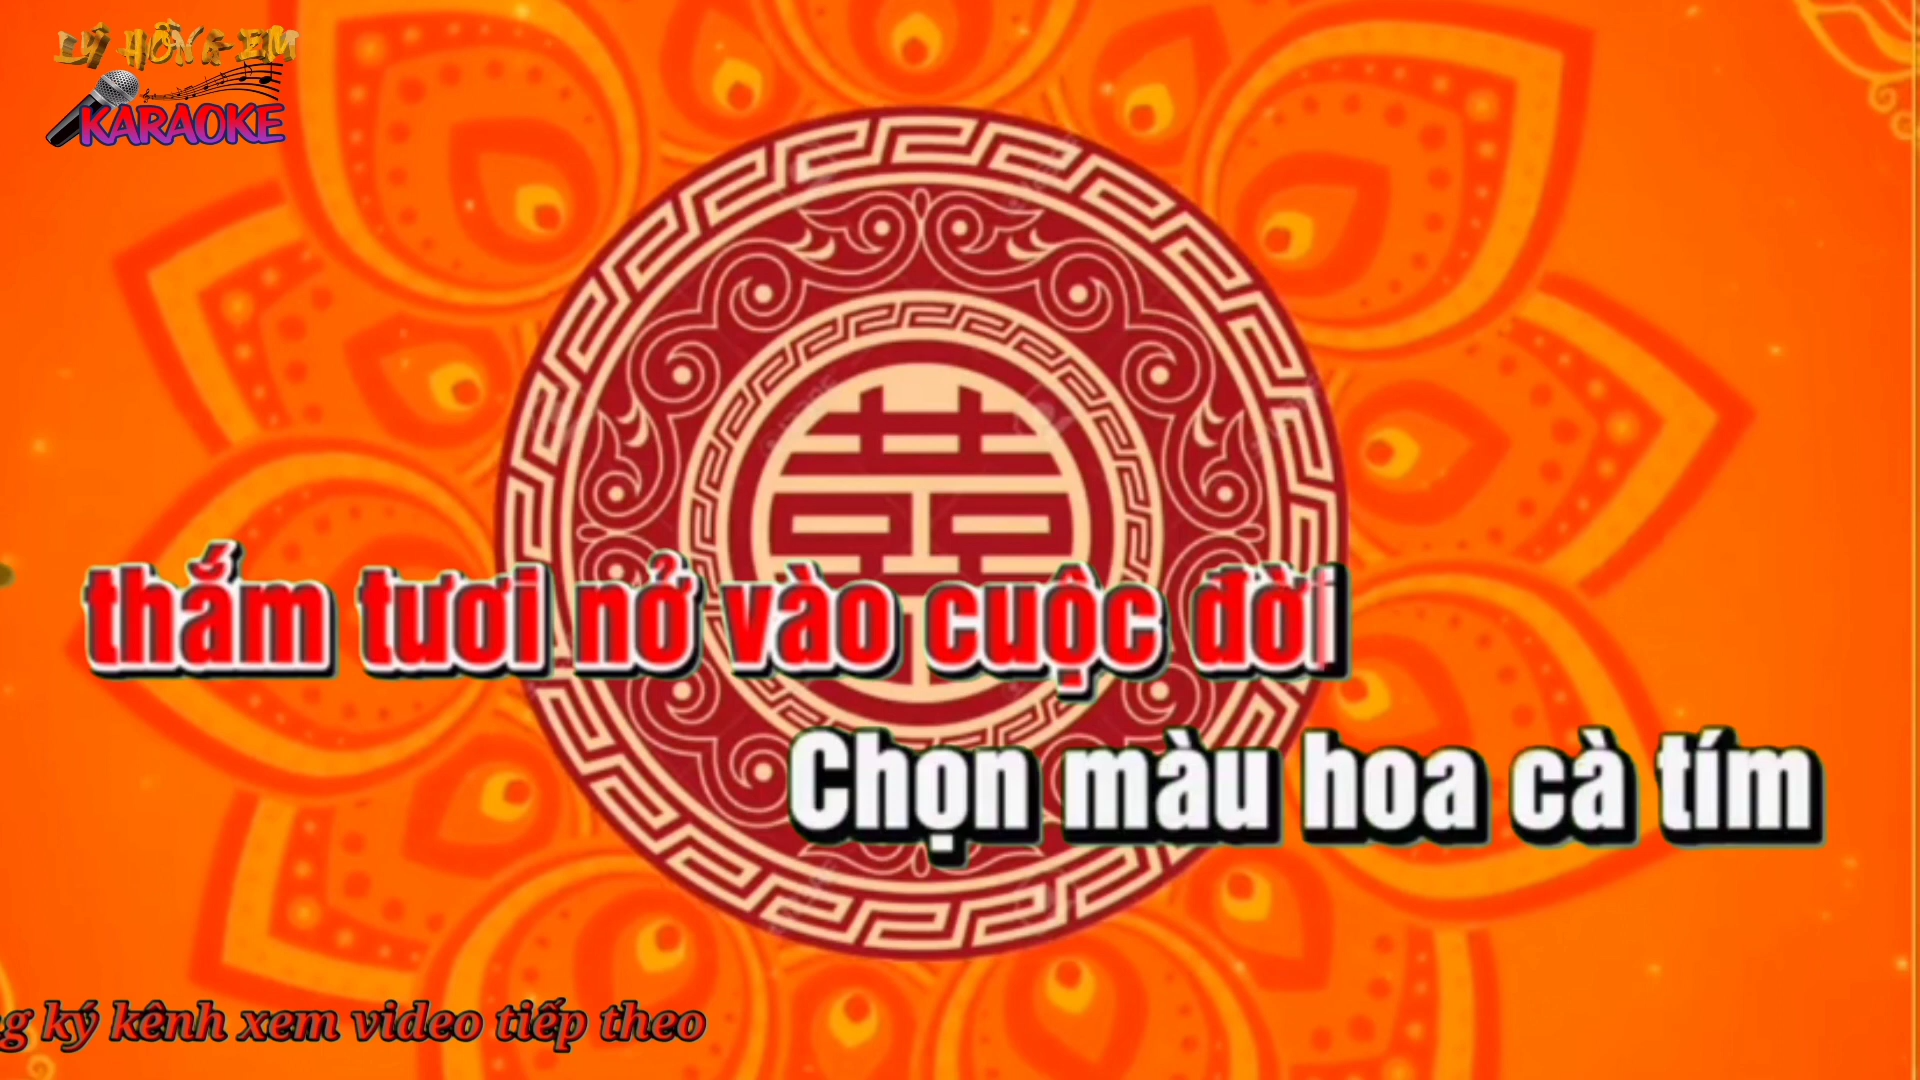 LÝ HỒNG EM
KARAOKE
thắm tươi nở vào cuộc đời
Chọn màu hoa cà tím
ký kênh xem video tiếp theo